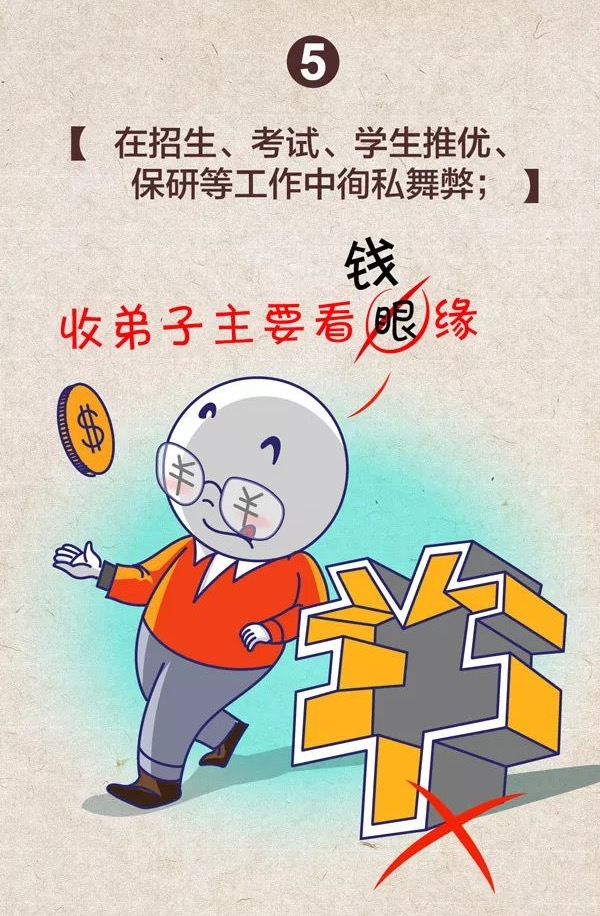 5
【 在招生、考试、学生推优、
保研等工作中徇私舞弊； 】
钱
收弟子主要看眼缘
$
¥ ¥
¥